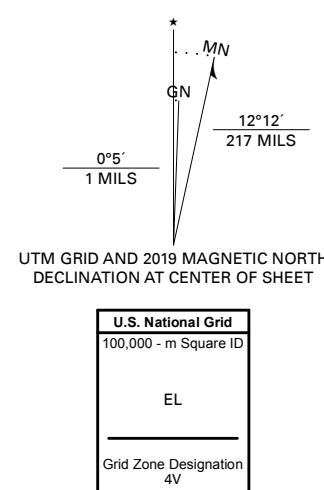 ★
MN
GN
12°12´
217 MILS
0°5´
1 MILS
UTM GRID AND 2019 MAGNETIC NORTH
DECLINATION AT CENTER OF SHEET
U.S. National Grid
100,000 - m Square ID
EL
Grid Zone Designation
4V